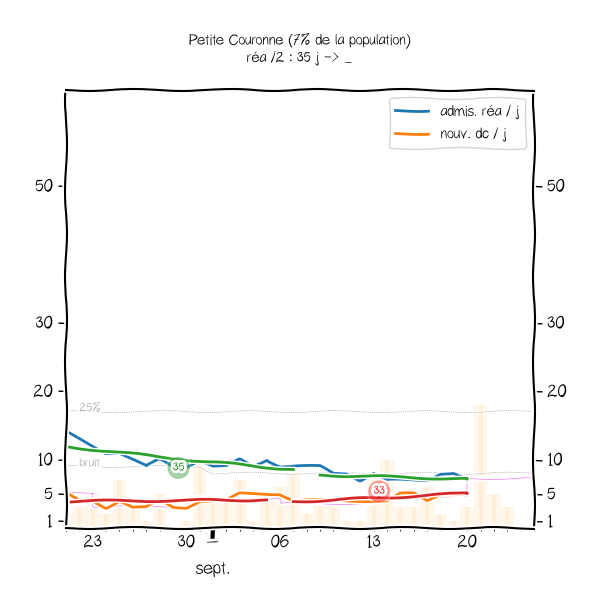 Petite Couronne (7% de la population)
réa /2 : 35 j -> _
admis. réa / j
nouv. dc / j
50 50
30 30
20 20
25%
10 10
bruit
35
33
5 5
1 1
23 30 1 06 13 20
sept.